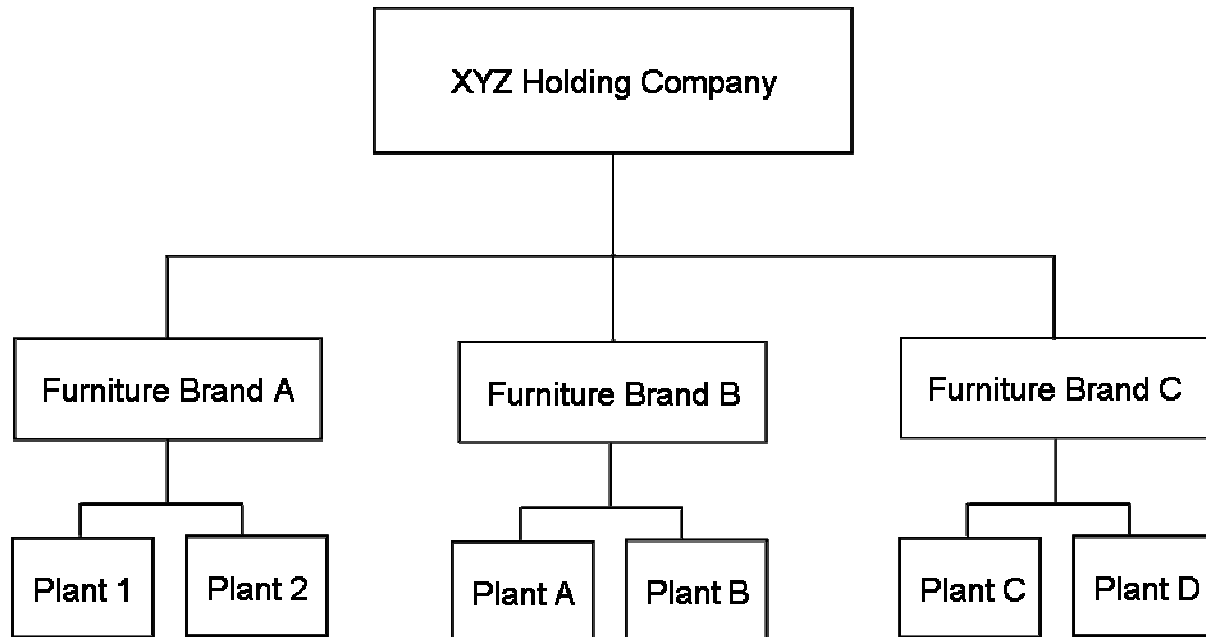 XYZ Holding Company
Furniture Brand A
Furniture Brand B
Furniture Brand C
Plant 1
Plant 2
Plant A
Plant B
Plant C
Plant D